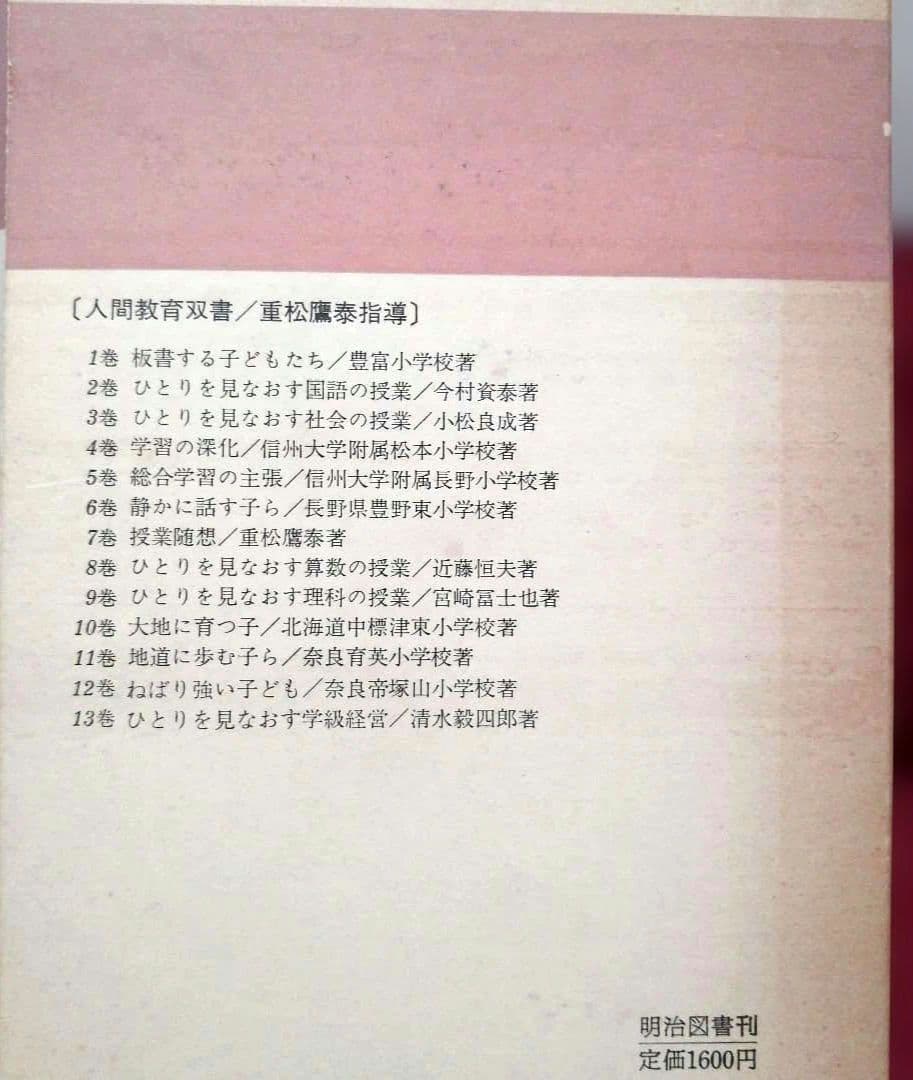 〔人間教育双書／重松鷹泰指導〕
1巻 板書する子どもたち／豊富小学校著
2巻 ひとりを見なおす国語の授業／今村資泰著
3巻 ひとりを見なおす社会の授業／小松良成著
4巻 学習の深化／信州大学附属松本小学校著
5巻 総合学習の主張／信州大学附属長野小学校著
6巻 静かに話す子ら／長野県豊野東小学校著
7巻 授業随想／重松鷹泰著
8巻 ひとりを見なおす算数の授業／近藤恒夫著
9巻 ひとりを見なおす理科の授業／宮崎冨士也著
10巻 大地に育つ子／北海道中標津東小学校著
11巻 地道に歩む子ら／奈良育英小学校著
12巻 ねばり強い子ども／奈良帝塚山小学校著
13巻 ひとりを見なおす学級経営／清水毅四郎著
明治図書刊
定価1600円